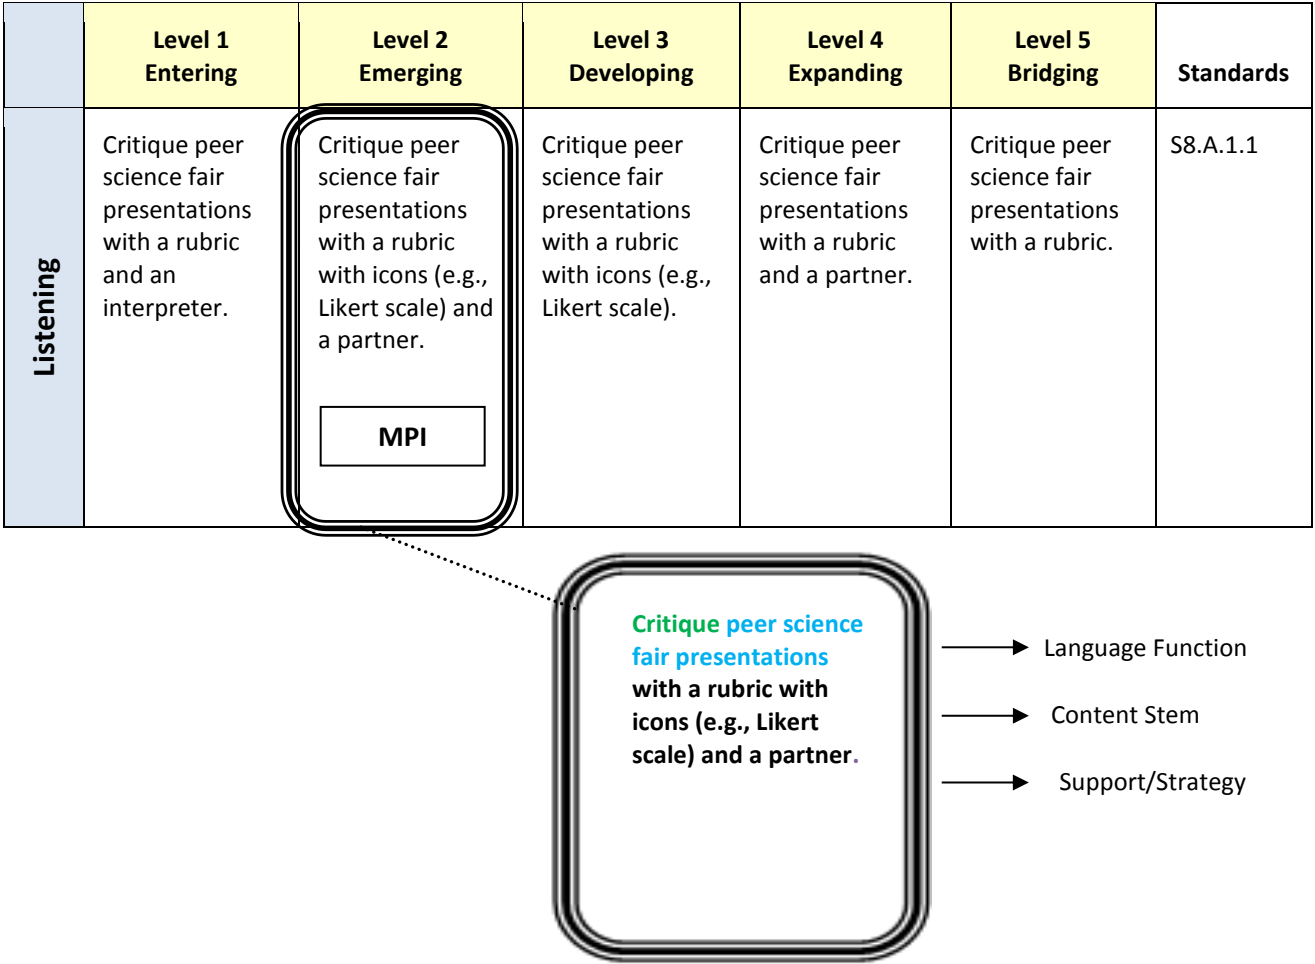 Level 1
Entering
Level 2
Emerging
Level 3
Developing
Level 4
Expanding
Level 5
Bridging
Standards
Listening
Critique peer
science fair
presentations
with a rubric
and an
interpreter.
Critique peer
science fair
presentations
with a rubric
with icons (e.g.,
Likert scale) and
a partner.
MPI
Critique peer
science fair
presentations
with a rubric
with icons (e.g.,
Likert scale).
Critique peer
science fair
presentations
with a rubric
and a partner.
Critique peer
science fair
presentations
with a rubric.
S8.A.1.1
Critique peer science
fair presentations
with a rubric with
icons (e.g., Likert
scale) and a partner.
Language Function
Content Stem
Support/Strategy